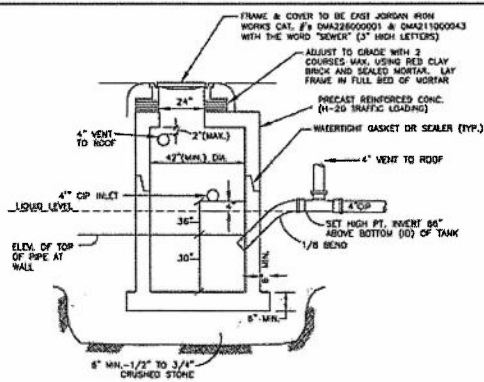 FRAME & COVER TO BE EAST JORDAN IRON
WORKS CAT. #'s OMA226000001 & OMA211000043
WITH THE WORD "SEWER" (3" HIGH LETTERS)
ADJUST TO GRADE WITH 2
COURSES MAX. USING RED CLAY
BRICK AND SEALED MORTAR. LAY
FRAME IN FULL BED OF MORTAR
24"
PRECAST REINFORCED CONC.
(H-20 TRAFFIC LOADING)
2"(MAX.)
4" VENT
TO ROOF
WATERTIGHT GASKET OR SEALER (TYP.)
42"(MIN.) DIA.
4" VENT TO ROOF
4" CIP INLET
4"
4"CIP
LIQUID LEVEL
36"
SET HIGH PT. INVERT 66"
ABOVE BOTTOM (ID) OF TANK
ELEV. OF TOP
OF PIPE AT
WALL
1/8 BEND
30"
6" MIN.
6"-MIN.
6" MIN.-1/2" TO 3/4"
CRUSHED STONE